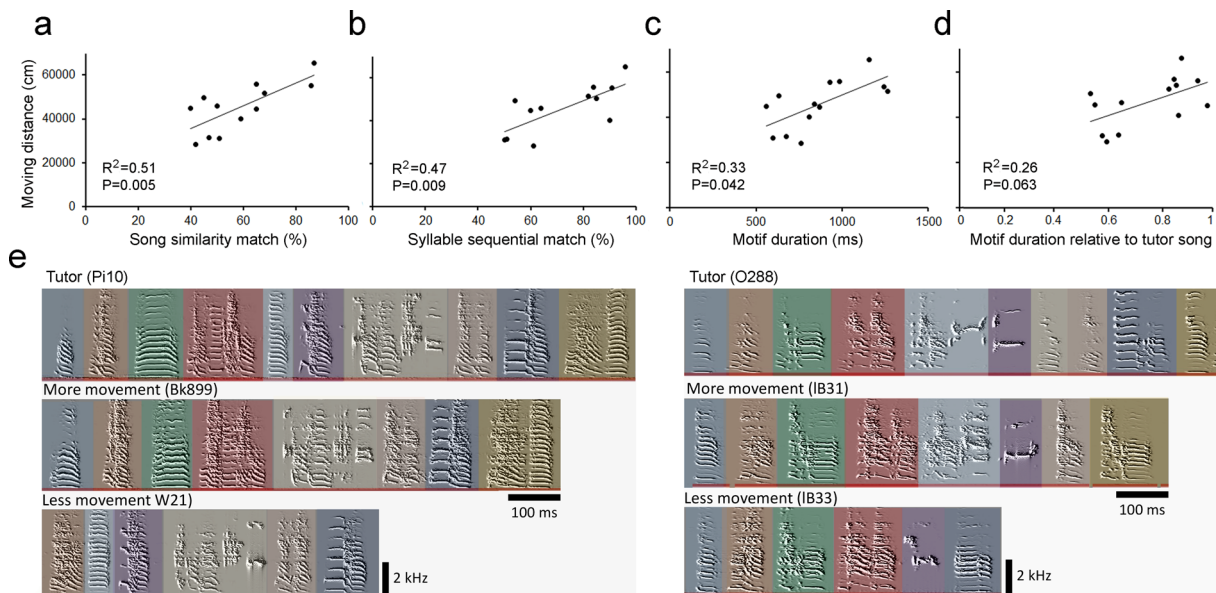 a
b
c
d
Moving distance (cm)
60000
40000
20000
0
R²=0.51
P=0.005
0 20 40 60 80 100
Song similarity match (%)
R²=0.47
P=0.009
0 20 40 60 80 100
Syllable sequential match (%)
R²=0.33
P=0.042
0 500 1000 1500
Motif duration (ms)
R²=0.26
P=0.063
0 0.2 0.4 0.6 0.8 1
Motif duration relative to tutor song
e
Tutor (Pi10)
More movement (Bk899)
100 ms
Less movement W21)
2 kHz
Tutor (O288)
More movement (lB31)
100 ms
Less movement (lB33)
2 kHz